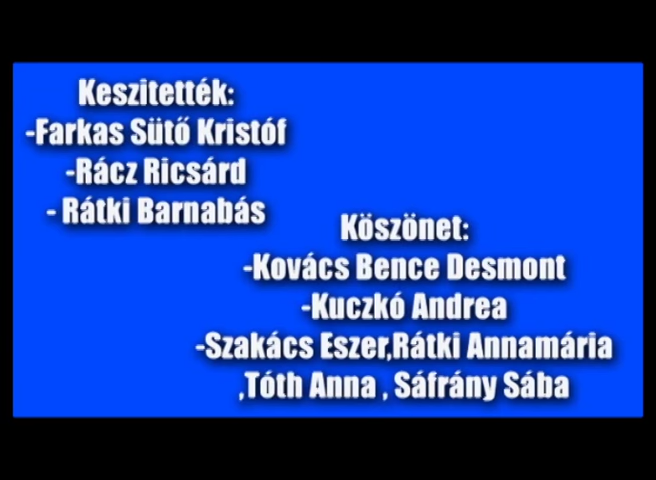 Keszitették:
-Farkas Sütő Kristóf
-Rácz Ricsárd
- Rátki Barnabás
Köszönet:
-Kovács Bence Desmont
-Kuczkó Andrea
-Szakács Eszer,Rátki Annamária
,Tóth Anna , Sáfrány Sába